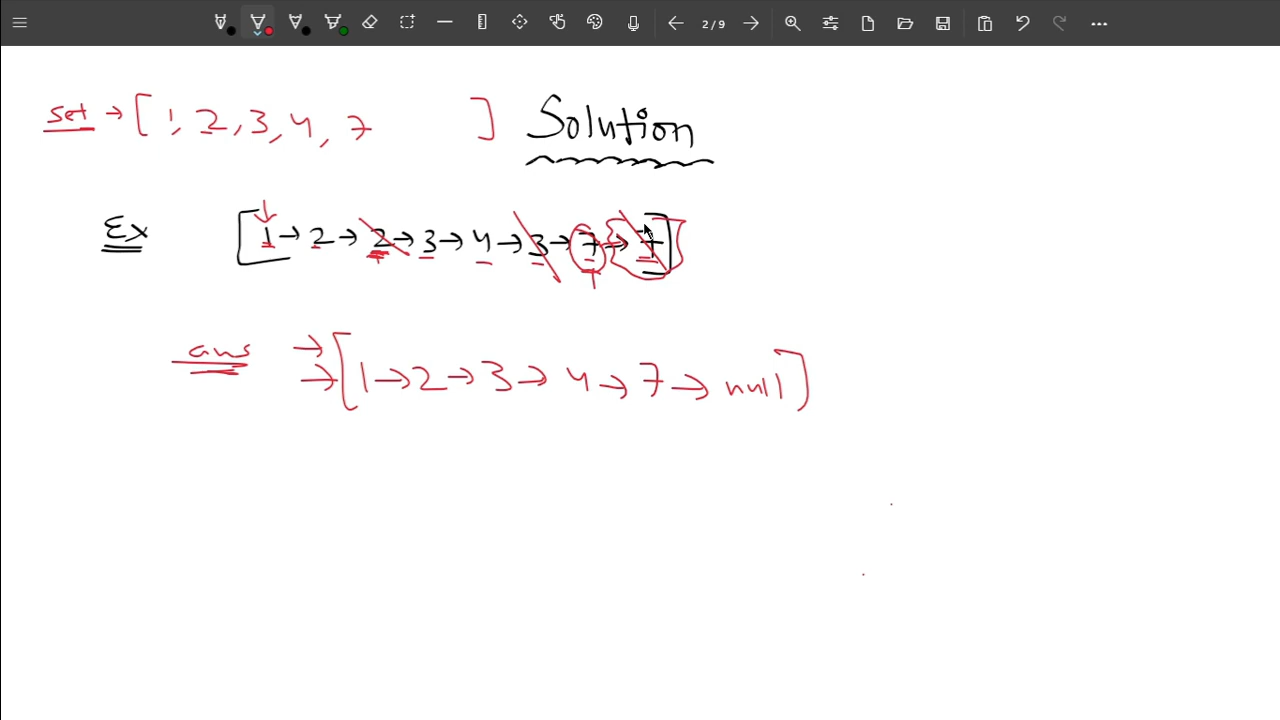 2 / 9
set → [ 1, 2, 3, 4, 7 ] Solution
Ex [ 1 → 2 → 2 → 3 → 4 → 3 → 7 → 7 ]
ans → → [ 1 → 2 → 3 → 4 → 7 → null ]